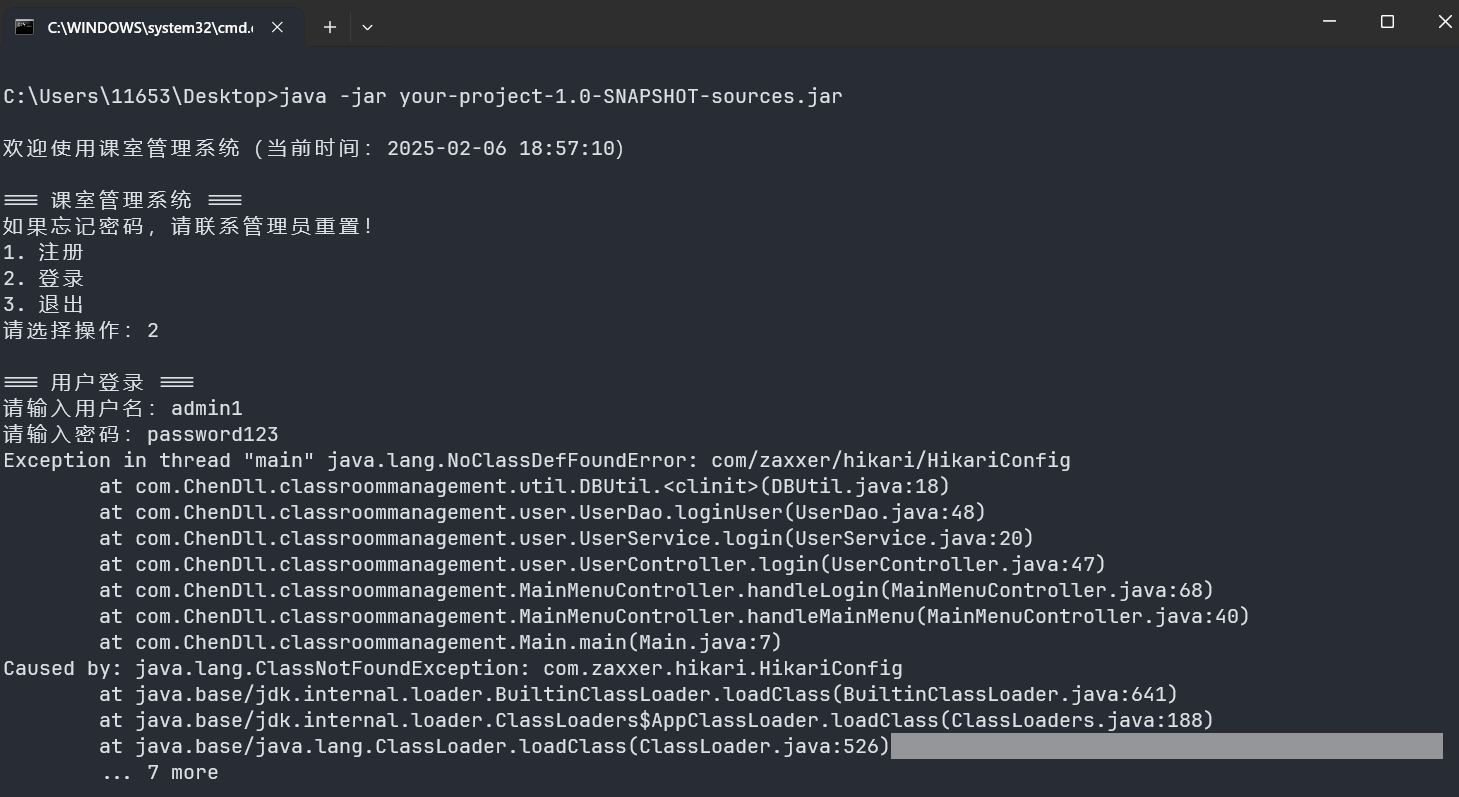 C:\WINDOWS\system32\cmd.
C:\Users\11653\Desktop>java -jar your-project-1.0-SNAPSHOT-sources.jar
欢迎使用课室管理系统（当前时间：2025-02-06 18:57:10）
=== 课室管理系统 ===
如果忘记密码，请联系管理员重置！
1. 注册
2. 登录
3. 退出
请选择操作：2
=== 用户登录 ===
请输入用户名：admin1
请输入密码：password123
Exception in thread "main" java.lang.NoClassDefFoundError: com/zaxxer/hikari/HikariConfig
at com.ChenDll.classroommanagement.util.DBUtil.<clinit>(DBUtil.java:18)
at com.ChenDll.classroommanagement.user.UserDao.loginUser(UserDao.java:48)
at com.ChenDll.classroommanagement.user.UserService.login(UserService.java:20)
at com.ChenDll.classroommanagement.user.UserController.login(UserController.java:47)
at com.ChenDll.classroommanagement.MainMenuController.handleLogin(MainMenuController.java:68)
at com.ChenDll.classroommanagement.MainMenuController.handleMainMenu(MainMenuController.java:40)
at com.ChenDll.classroommanagement.Main.main(Main.java:7)
Caused by: java.lang.ClassNotFoundException: com.zaxxer.hikari.HikariConfig
at java.base/jdk.internal.loader.BuiltinClassLoader.loadClass(BuiltinClassLoader.java:641)
at java.base/jdk.internal.loader.ClassLoaders$AppClassLoader.loadClass(ClassLoaders.java:188)
at java.base/java.lang.ClassLoader.loadClass(ClassLoader.java:526)
... 7 more